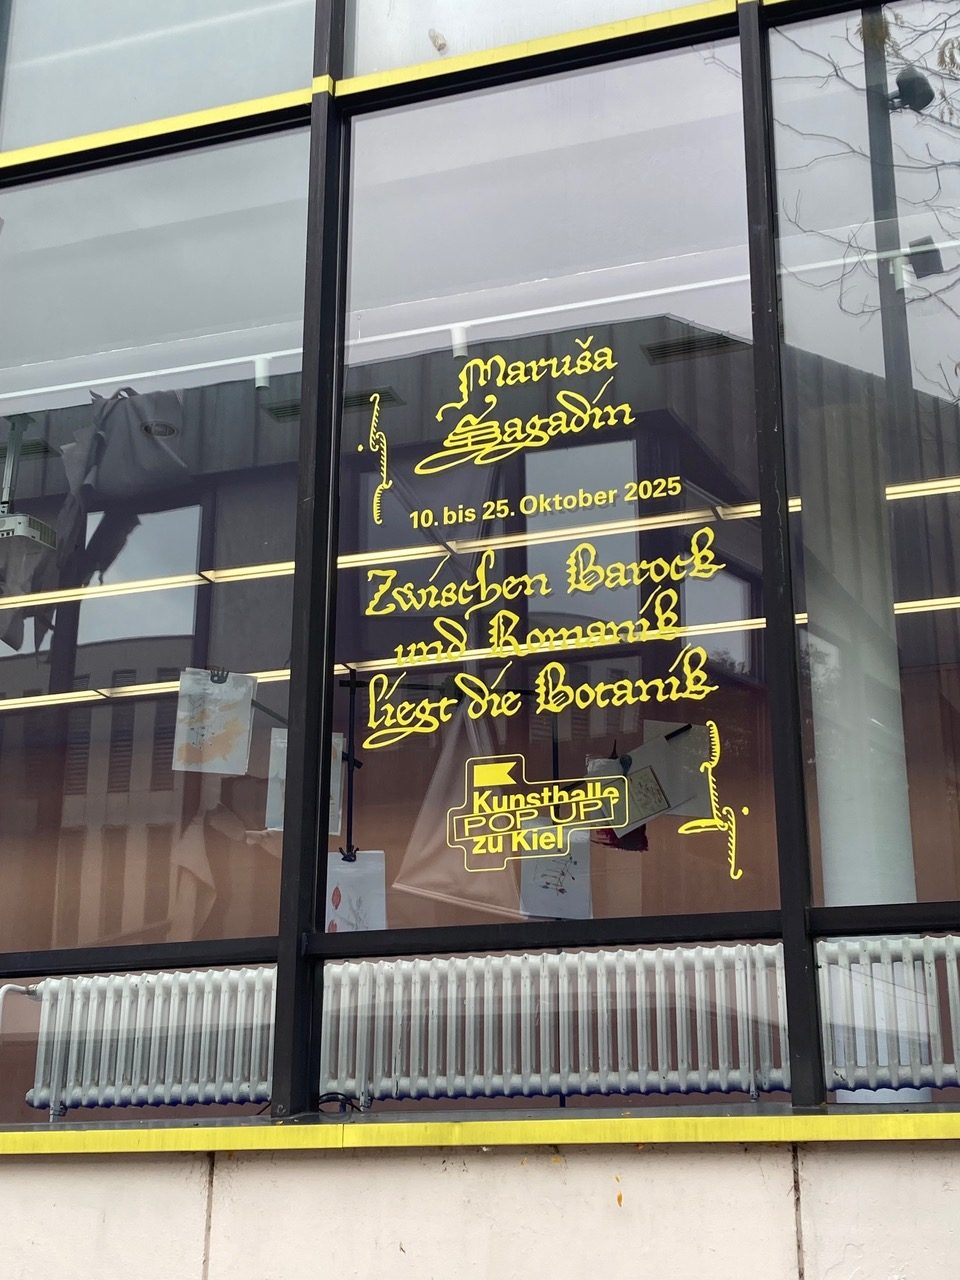 Maruša
Sagadin
10. bis 25. Oktober 2025
Zwischen Barock
und Romanik
liegt die Botanik
Kunsthalle
POP UP!
zu Kiel